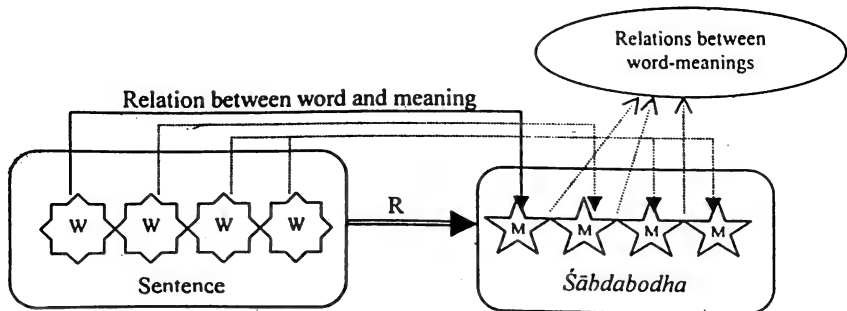 Relations between
word-meanings
Relation between word and meaning
W W W W
R
M M M M
Sentence
Śābdabodha